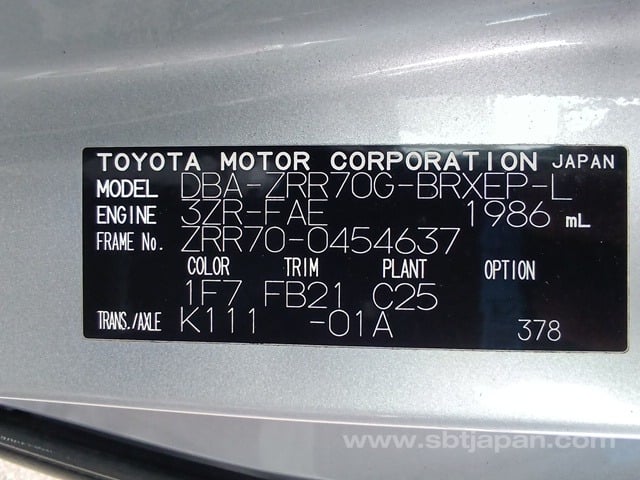 TOYOTA MOTOR CORPORATION JAPAN
MODEL DBA-ZRR70G-BRXEP-L
ENGINE 3ZR-FAE 1986 mL
FRAME No. ZRR70-0454637
COLOR TRIM PLANT OPTION
1F7 FB21 C25
TRANS./AXLE K111 -01A 378
www.sbtjapan.com